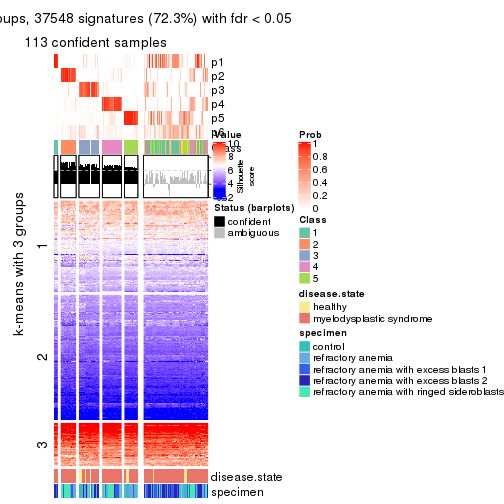 oups, 37548 signatures (72.3%) with fdr < 0.05
113 confident samples
p1
p2
p3
p4
p5
Class
k-means with 3 groups
1
2
3
disease.state
specimen
Value
10
8
6
4
2
Silhouette
score
Status (barplots)
confident
ambiguous
Prob
1
0.8
0.6
0.4
0.2
0
Class
1
2
3
4
5
disease.state
healthy
myelodysplastic syndrome
specimen
control
refractory anemia
refractory anemia with excess blasts 1
refractory anemia with excess blasts 2
refractory anemia with ringed sideroblasts